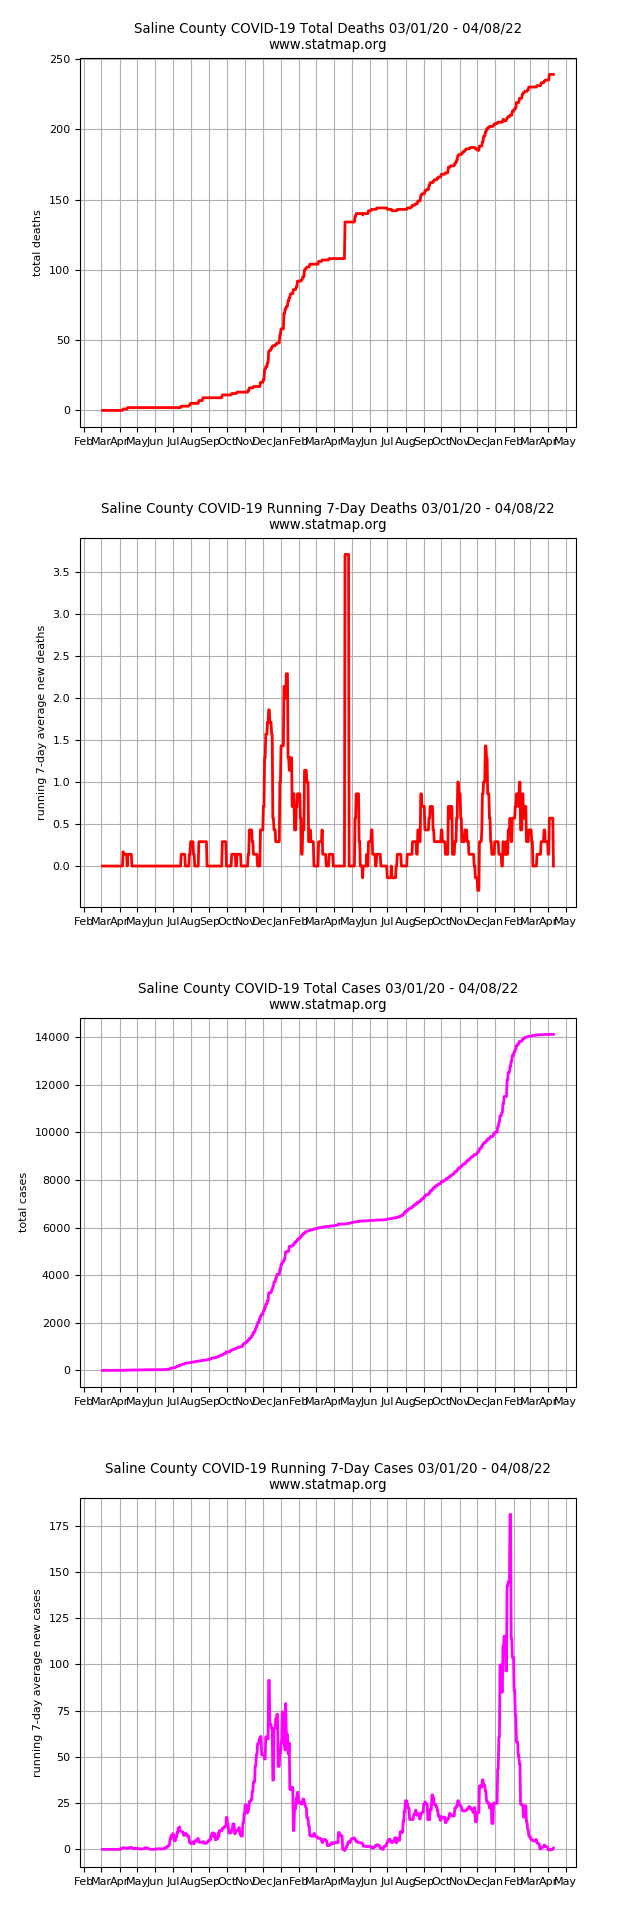 Saline County COVID-19 Total Deaths 03/01/20 - 04/08/22
www.statmap.org
250
200
150
100
50
0
total deaths
Feb Mar Apr May Jun Jul Aug Sep Oct Nov Dec Jan Feb Mar Apr May Jun Jul Aug Sep Oct Nov Dec Jan Feb Mar Apr May
Saline County COVID-19 Running 7-Day Deaths 03/01/20 - 04/08/22
www.statmap.org
3.5
3.0
2.5
2.0
1.5
1.0
0.5
0.0
running 7-day average new deaths
Feb Mar Apr May Jun Jul Aug Sep Oct Nov Dec Jan Feb Mar Apr May Jun Jul Aug Sep Oct Nov Dec Jan Feb Mar Apr May
Saline County COVID-19 Total Cases 03/01/20 - 04/08/22
www.statmap.org
14000
12000
10000
8000
6000
4000
2000
0
total cases
Feb Mar Apr May Jun Jul Aug Sep Oct Nov Dec Jan Feb Mar Apr May Jun Jul Aug Sep Oct Nov Dec Jan Feb Mar Apr May
Saline County COVID-19 Running 7-Day Cases 03/01/20 - 04/08/22
www.statmap.org
175
150
125
100
75
50
25
0
running 7-day average new cases
Feb Mar Apr May Jun Jul Aug Sep Oct Nov Dec Jan Feb Mar Apr May Jun Jul Aug Sep Oct Nov Dec Jan Feb Mar Apr May